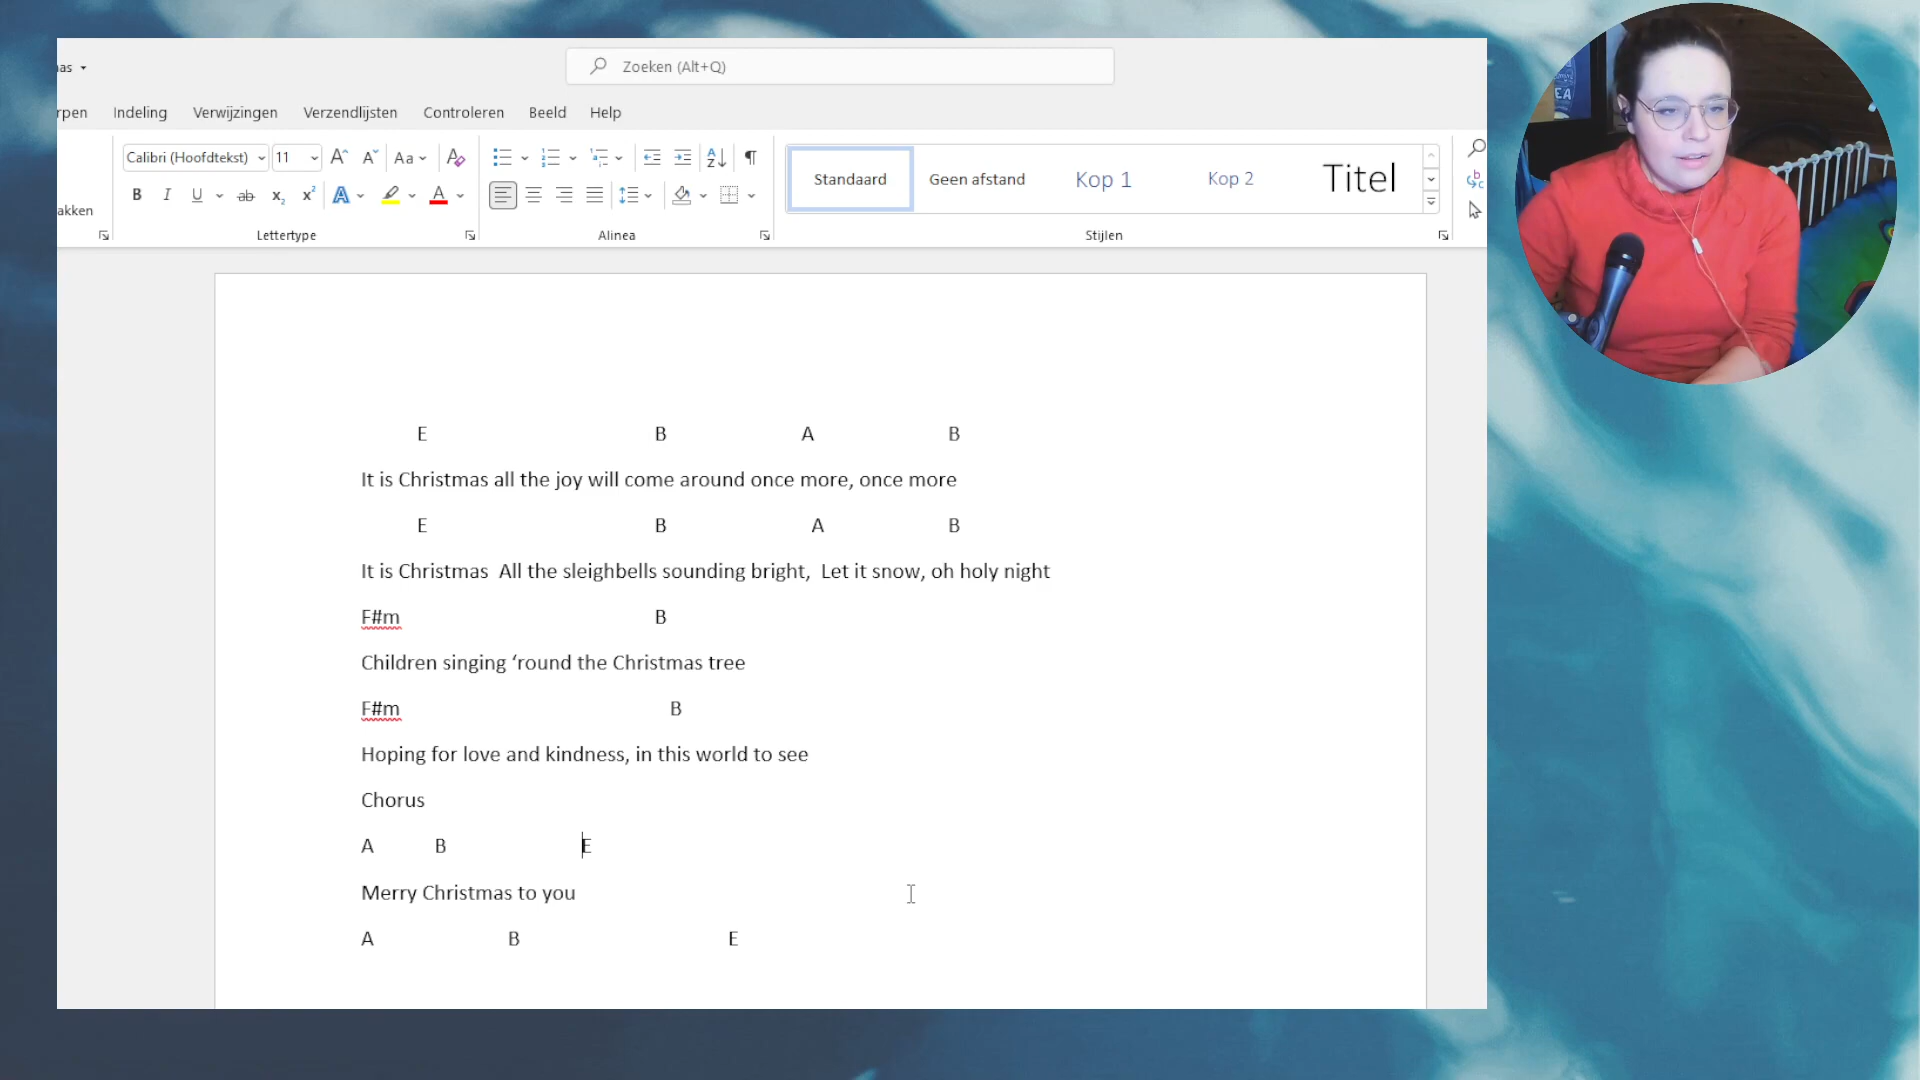 as
Zoeken (Alt+Q)
rpen Indeling Verwijzingen Verzendlijsten Controleren Beeld Help
Calibri (Hoofdtekst) 11 Aa
akken
Standaard Geen afstand Kop 1 Kop 2 Titel
Lettertype Alinea Stijlen
E B A B
It is Christmas all the joy will come around once more, once more
E B A B
It is Christmas  All the sleighbells sounding bright,  Let it snow, oh holy night
F#m B
Children singing ‘round the Christmas tree
F#m B
Hoping for love and kindness, in this world to see
Chorus
A B E
Merry Christmas to you
A B E